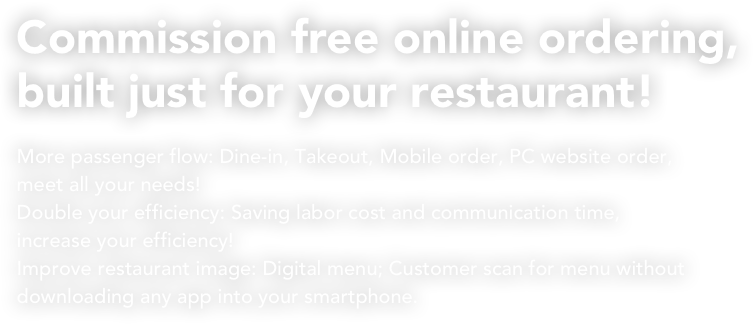 Commission free online ordering,
built just for your restaurant!
More passenger flow: Dine-in, Takeout, Mobile order, PC website order,
meet all your needs!
Double your efficiency: Saving labor cost and communication time,
increase your efficiency!
Improve restaurant image: Digital menu; Customer scan for menu without
downloading any app into your smartphone.